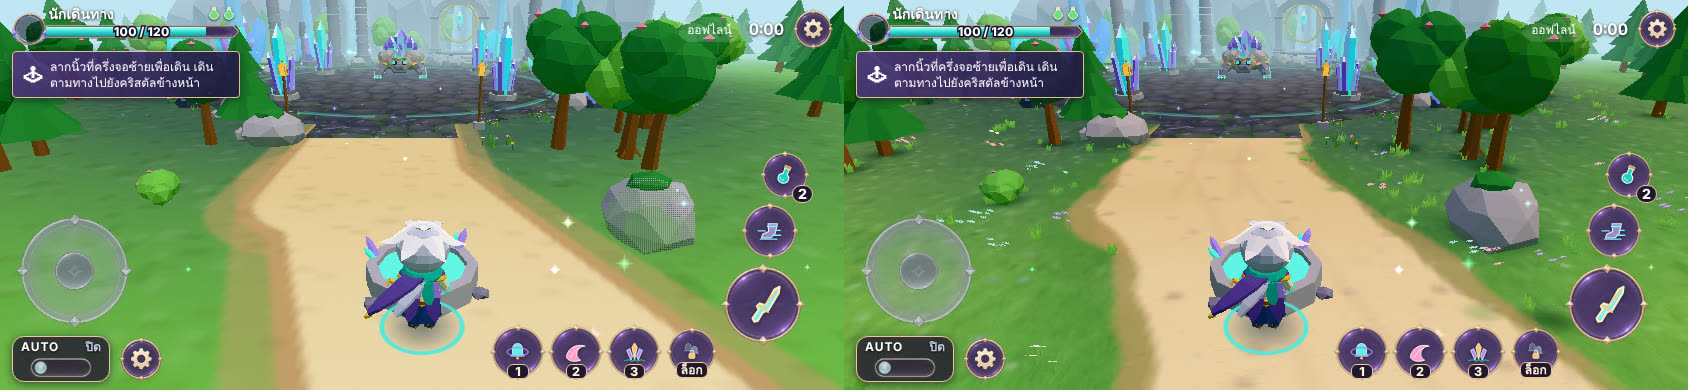 นักเดินทาง
100 / 120
ลากนิ้วที่ครึ่งจอซ้ายเพื่อเดิน เดิน
ตามทางไปยังคริสตัลข้างหน้า
ออฟไลน์ 0:00
2
AUTO ปิด
1 2 3 ล็อก
นักเดินทาง
100 / 120
ลากนิ้วที่ครึ่งจอซ้ายเพื่อเดิน เดิน
ตามทางไปยังคริสตัลข้างหน้า
ออฟไลน์ 0:00
2
AUTO ปิด
1 2 3 ล็อก